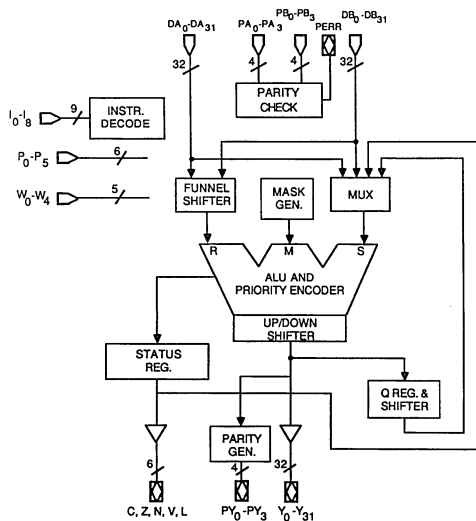 DA0-DA31 PA0-PA3 PB0-PB3 PERR DB0-DB31
32 4 4 32
PARITY
CHECK
I0-I8 9 INSTR.
DECODE
P0-P5 6
W0-W4 5
FUNNEL
SHIFTER
MASK
GEN.
MUX
R M S
ALU AND
PRIORITY ENCODER
UP/DOWN
SHIFTER
STATUS
REG.
Q REG. &
SHIFTER
PARITY
GEN.
6 4 32
C, Z, N, V, L PY0-PY3 Y0-Y31